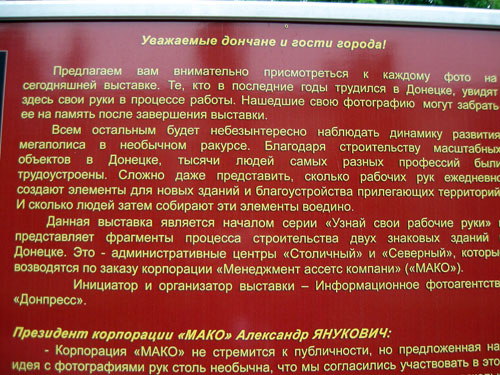 Уважаемые дончане и гости города!
Предлагаем вам внимательно присмотреться к каждому фото на
сегодняшней выставке. Те, кто в последние годы трудился в Донецке, увидят
здесь свои руки в процессе работы. Нашедшие свою фотографию могут забрать
ее на память после завершения выставки.
Всем остальным будет небезынтересно наблюдать динамику развития
мегаполиса в необычном ракурсе. Благодаря строительству масштабных
объектов в Донецке, тысячи людей самых разных профессий были
трудоустроены. Сложно даже представить, сколько рабочих рук ежедневно
создают элементы для новых зданий и благоустройства прилегающих территорий.
И сколько людей затем собирают эти элементы воедино.
Данная выставка является началом серии «Узнай свои рабочие руки» и
представляет фрагменты процесса строительства двух знаковых зданий
Донецке. Это - административные центры «Столичный» и «Северный», которые
возводятся по заказу корпорации «Менеджмент ассетс компани» («МАКО»).
Инициатор и организатор выставки – Информационное фотоагентство
«Донпресс».
Президент корпорации «МАКО» Александр ЯНУКОВИЧ:
- Корпорация «МАКО» не стремится к публичности, но предложенная на
идея с фотографиями рук столь необычна, что мы согласились участвовать в это